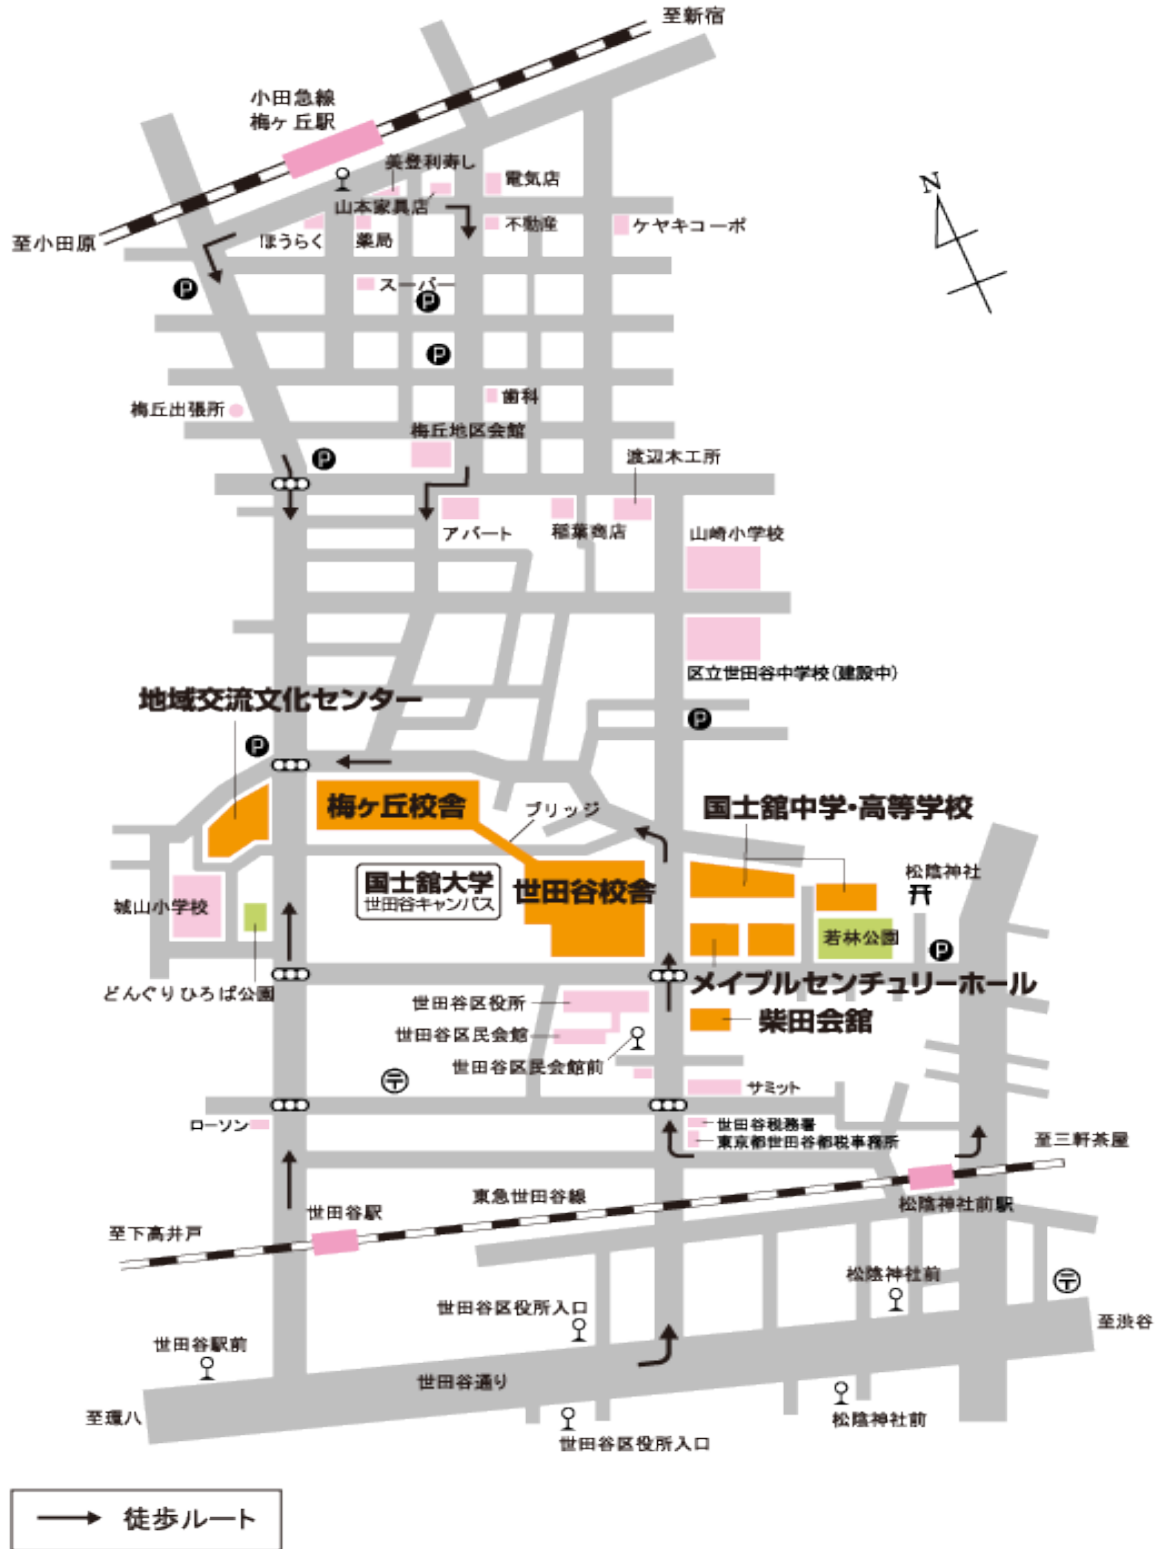 至新宿
小田急線
梅ヶ丘駅
美登利寿し
電気店
山本家具店
N
至小田原
ほうらく
薬局
不動産
ケヤキコーポ
P
スーパー
P
P
歯科
梅丘出張所
梅丘地区会館
P
渡辺木工所
アパート
稲葉商店
山崎小学校
区立世田谷中学校(建設中)
地域交流文化センター
P
P
梅ヶ丘校舎
ブリッジ
国士舘中学・高等学校
国士舘大学
世田谷キャンパス
世田谷校舎
松陰神社
城山小学校
若林公園
P
どんぐりひろば公園
メイプルセンチュリーホール
世田谷区役所
柴田会舘
世田谷区民会館
世田谷区民会館前
〒
サミット
ローソン
世田谷税務署
東京都世田谷都税事務所
至三軒茶屋
東急世田谷線
世田谷駅
松陰神社前駅
至下高井戸
松陰神社前
〒
世田谷区役所入口
至渋谷
世田谷駅前
世田谷通り
至環八
松陰神社前
世田谷区役所入口
徒歩ルート